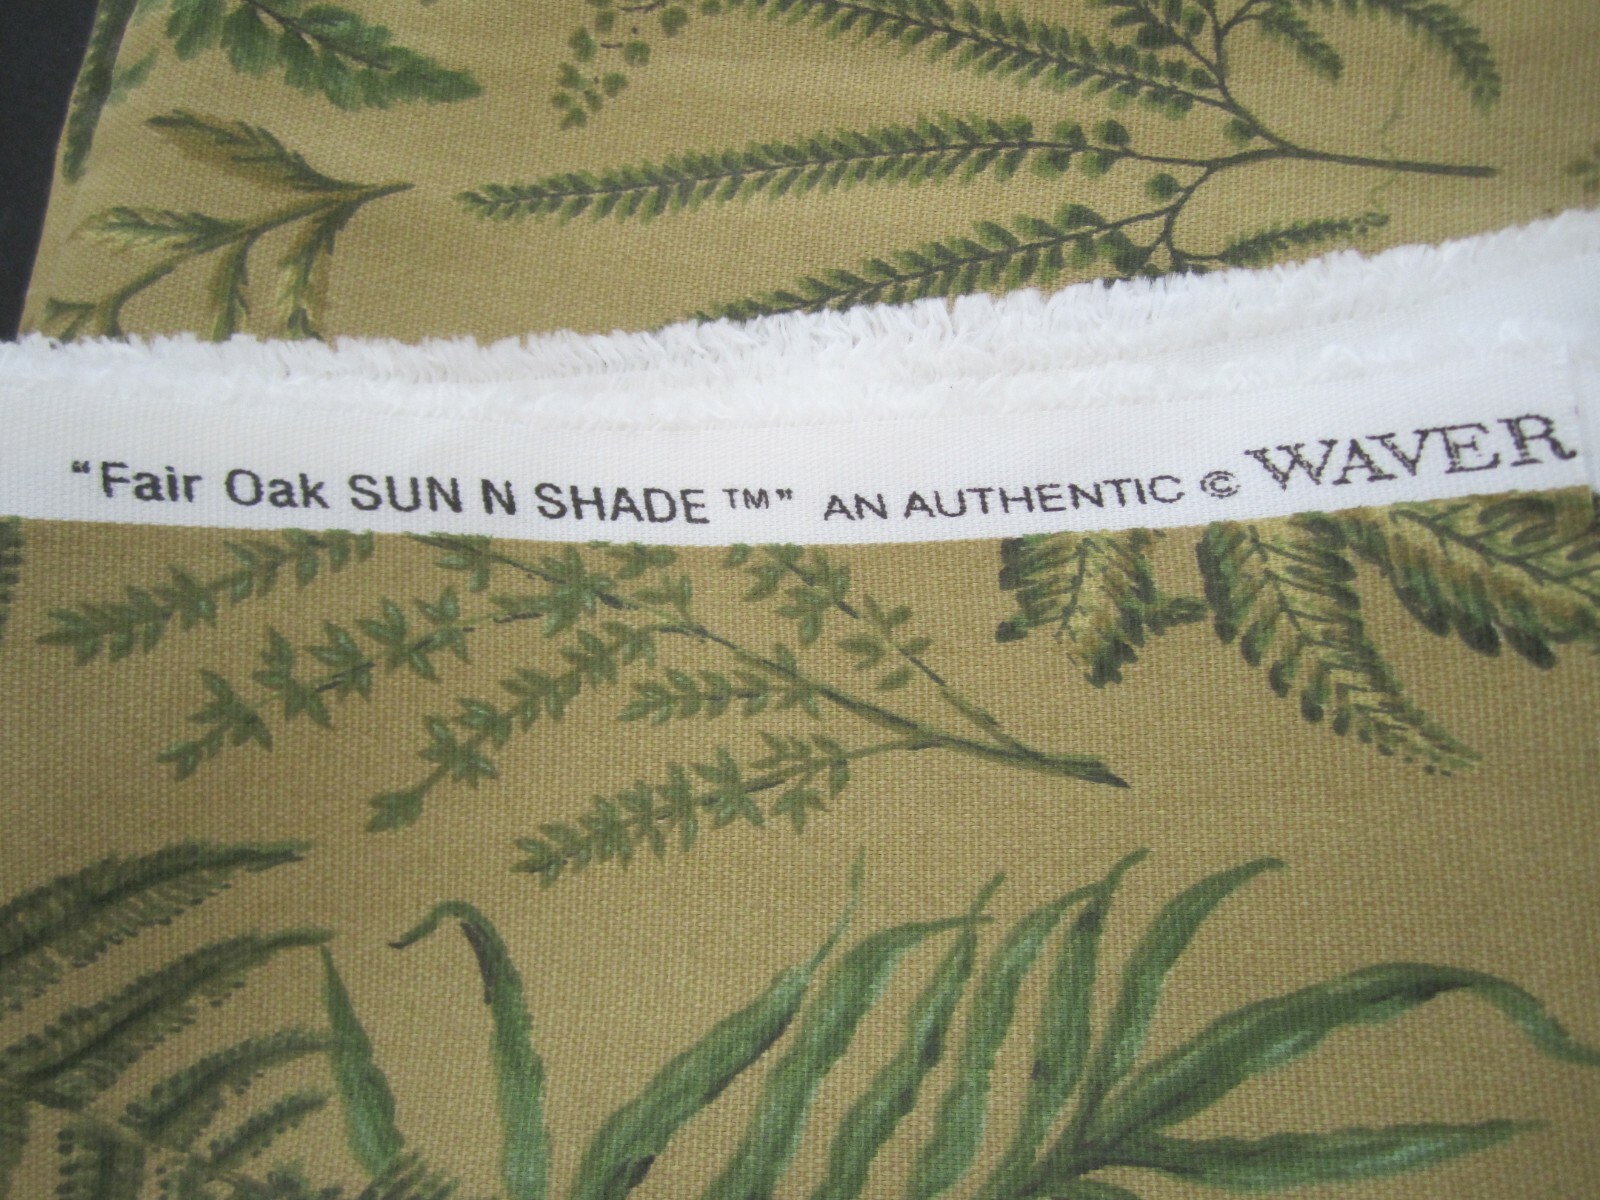 “Fair Oak SUN N SHADE ™” AN AUTHENTIC © WAVER